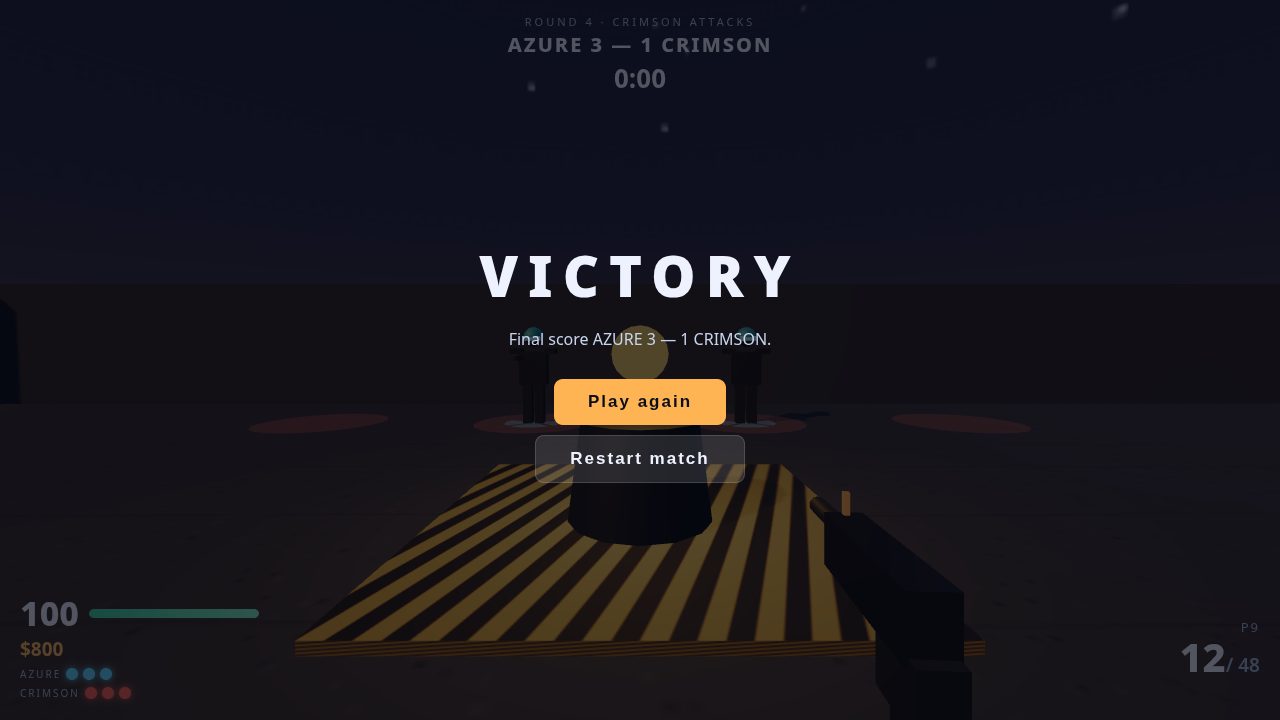 ROUND 4 · CRIMSON ATTACKS
AZURE 3 — 1 CRIMSON
0:00
VICTORY
Final score AZURE 3 — 1 CRIMSON.
Play again
Restart match
100
$800
AZURE
CRIMSON
P9
12 / 48